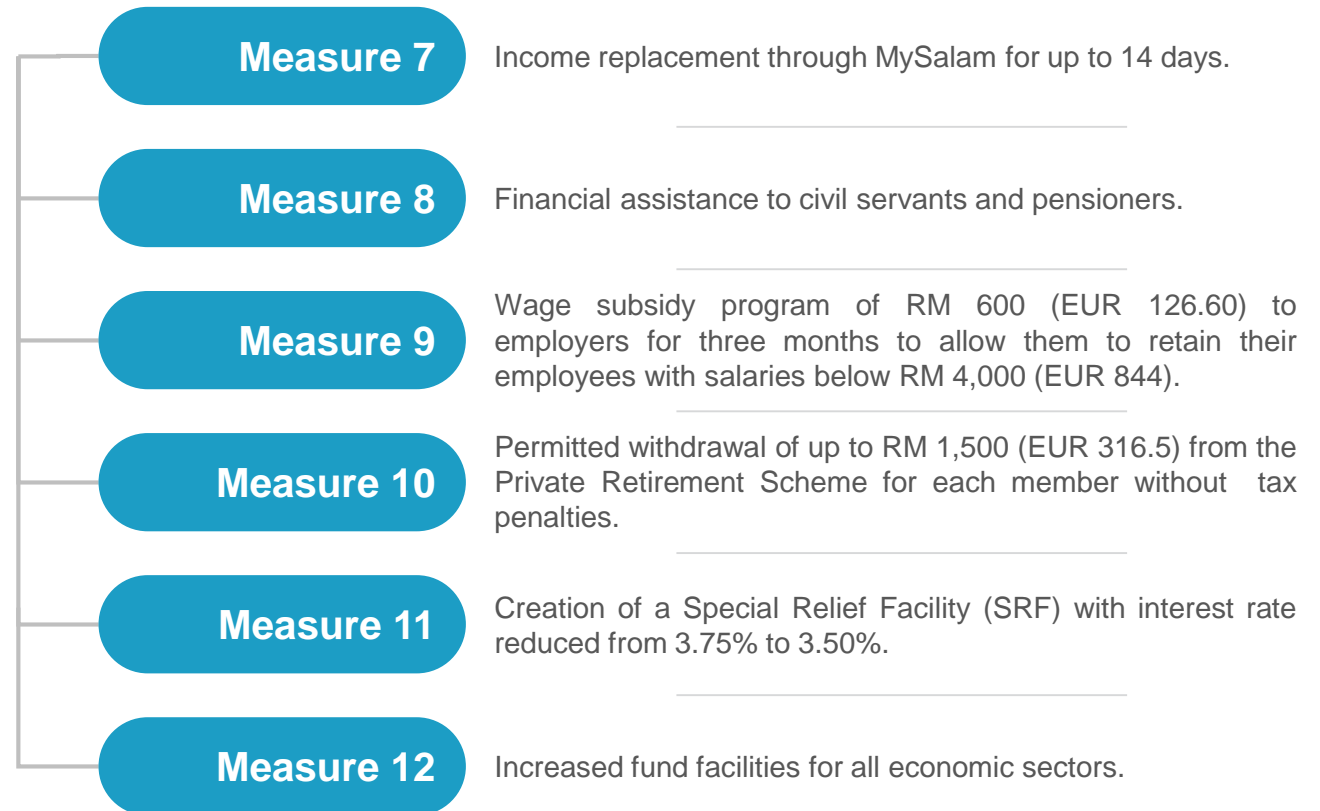 Measure 7
Income replacement through MySalam for up to 14 days.
Measure 8
Financial assistance to civil servants and pensioners.
Measure 9
Wage subsidy program of RM 600 (EUR 126.60) to
employers for three months to allow them to retain their
employees with salaries below RM 4,000 (EUR 844).
Measure 10
Permitted withdrawal of up to RM 1,500 (EUR 316.5) from the
Private Retirement Scheme for each member without tax
penalties.
Measure 11
Creation of a Special Relief Facility (SRF) with interest rate
reduced from 3.75% to 3.50%.
Measure 12
Increased fund facilities for all economic sectors.